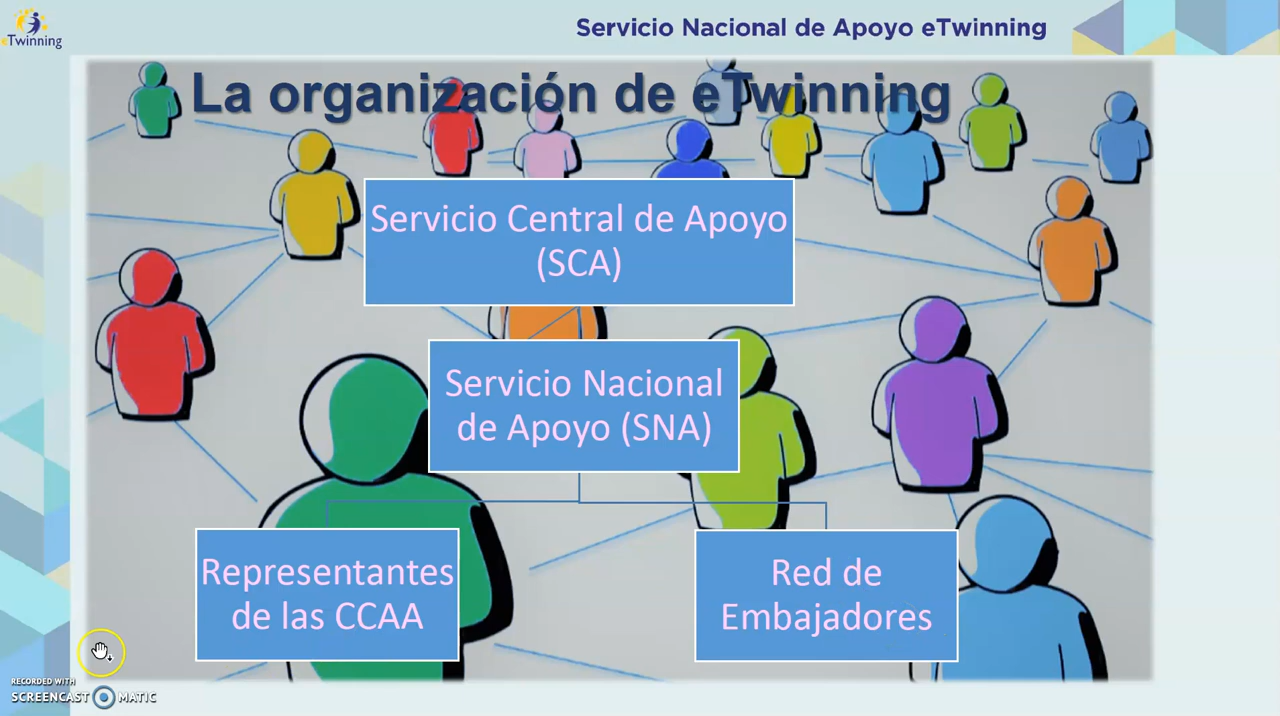 eTwinning
Servicio Nacional de Apoyo eTwinning
La organización de eTwinning
Servicio Central de Apoyo
(SCA)
Servicio Nacional
de Apoyo (SNA)
Representantes
de las CCAA
Red de
Embajadores
RECORDED WITH
SCREENCAST MATIC